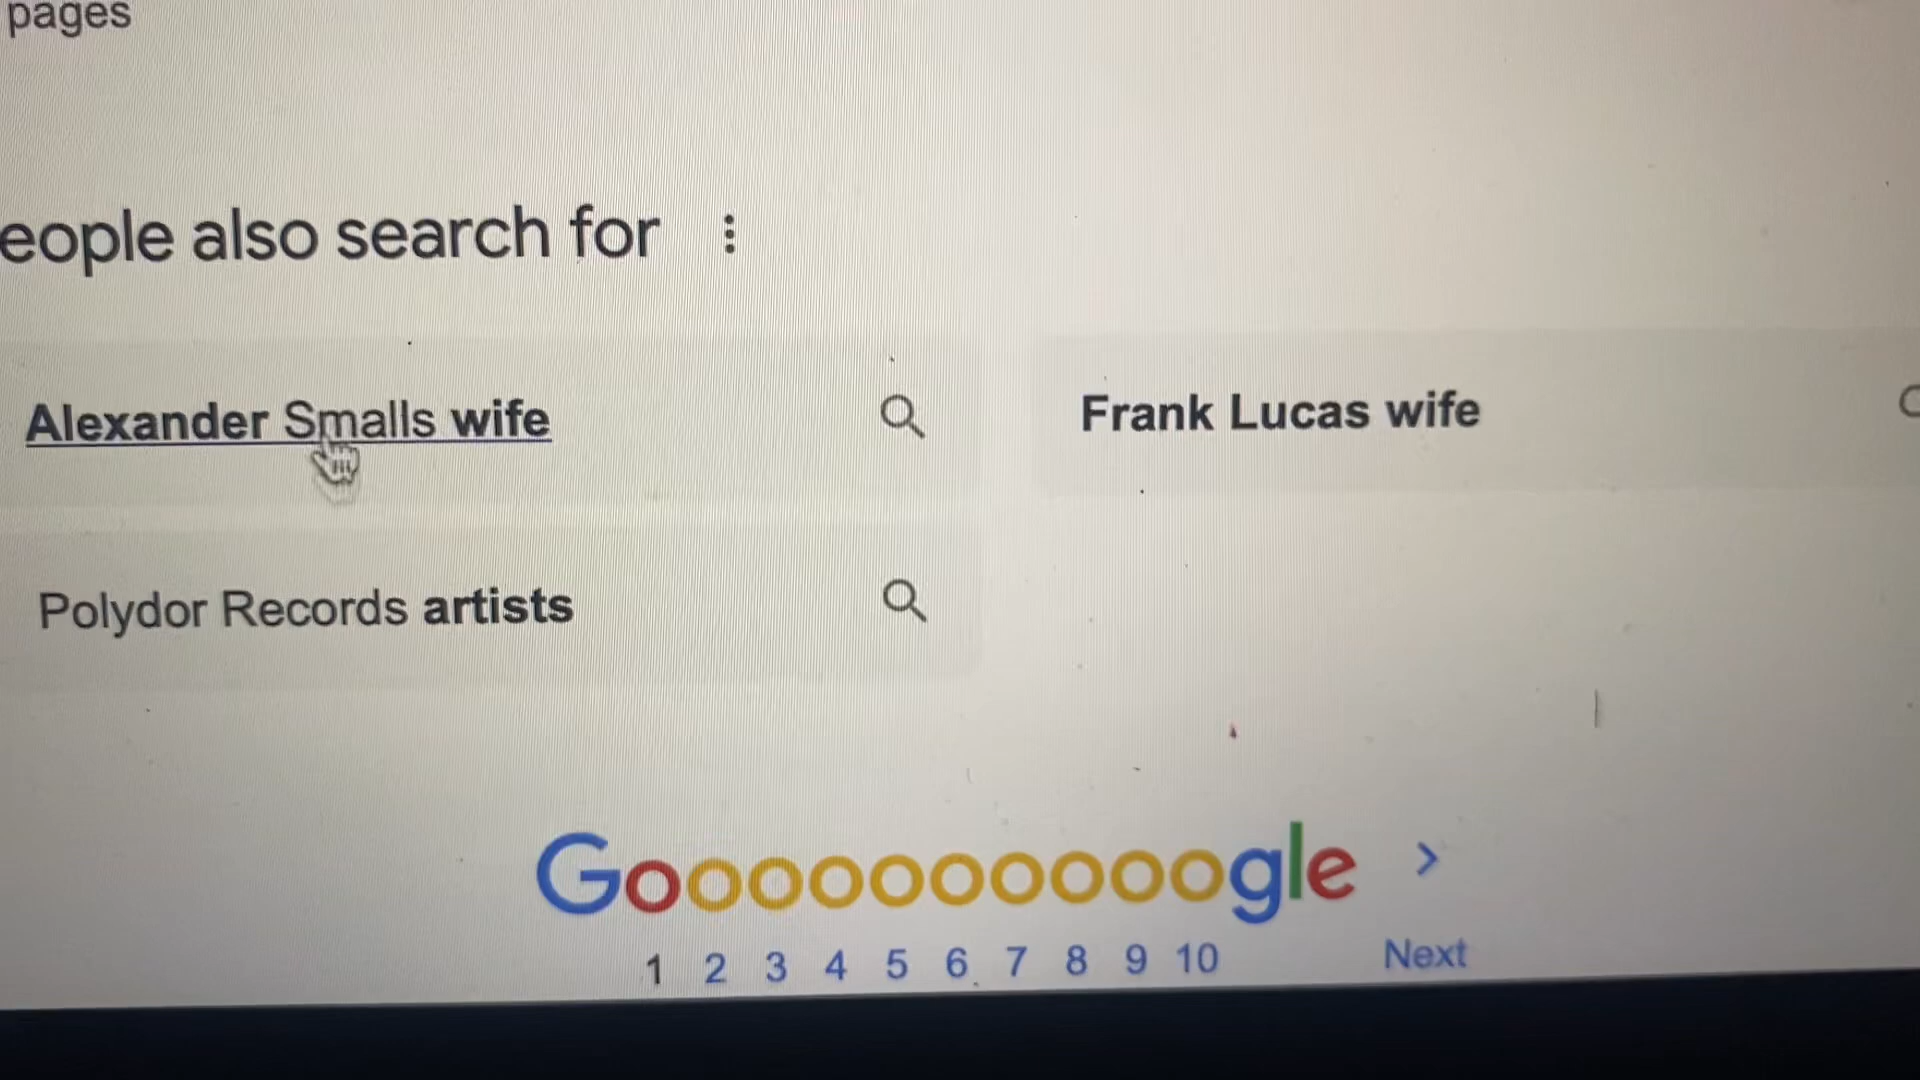 pages
eople also search for
Alexander Smalls wife
Frank Lucas wife
Polydor Records artists
Goooooooooogle >
1 2 3 4 5 6 7 8 9 10 Next